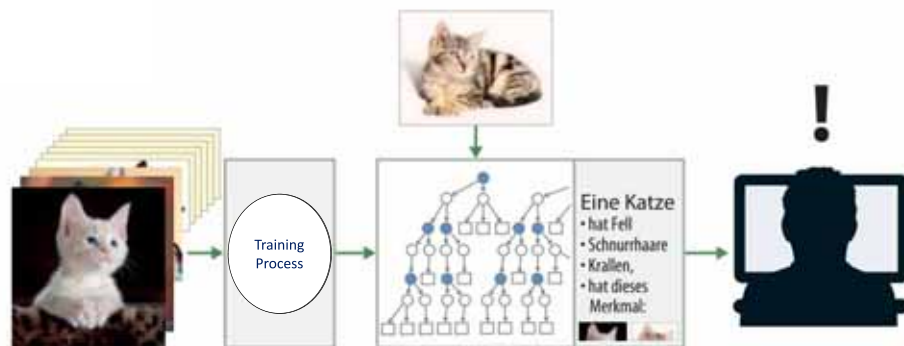 Training
Process
Eine Katze
• hat Fell
• Schnurrhaare
• Krallen,
• hat dieses
Merkmal:
!